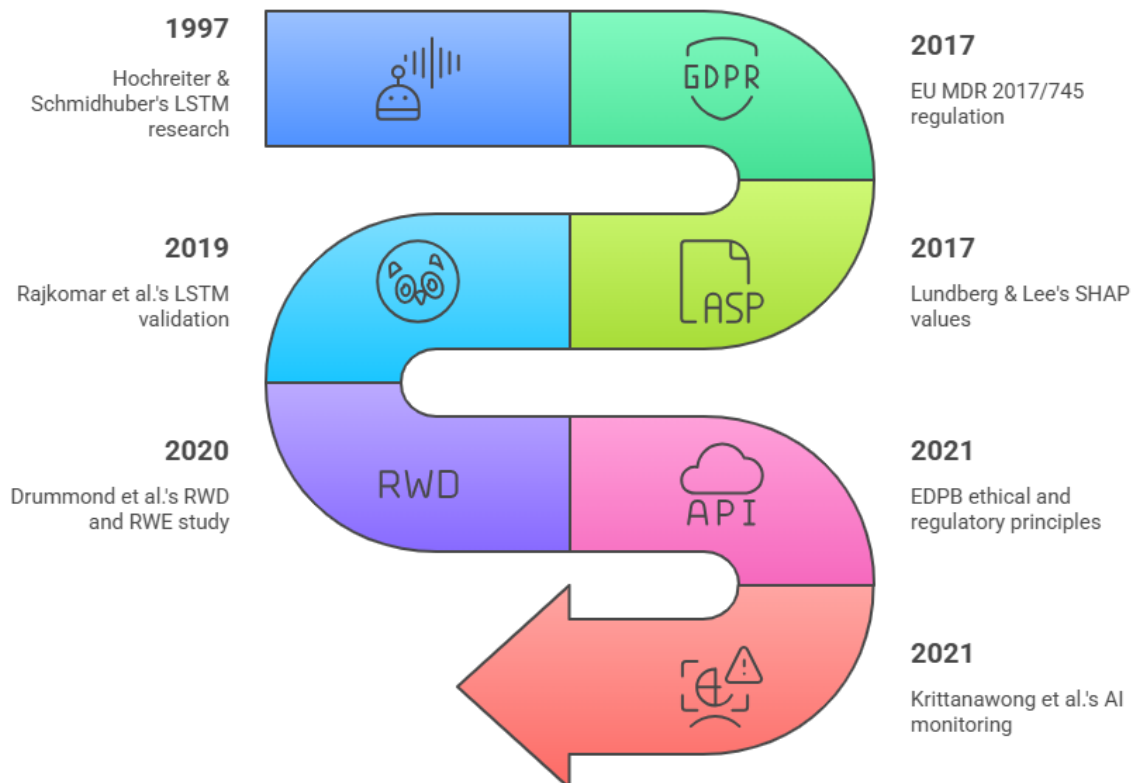 1997
Hochreiter &
Schmidhuber's LSTM
research
GDPR
2017
EU MDR 2017/745
regulation
2019
Rajkomar et al.'s LSTM
validation
ASP
2017
Lundberg & Lee's SHAP
values
2020
Drummond et al.'s RWD
and RWE study
RWD
API
2021
EDPB ethical and
regulatory principles
2021
Krittanawong et al.'s AI
monitoring